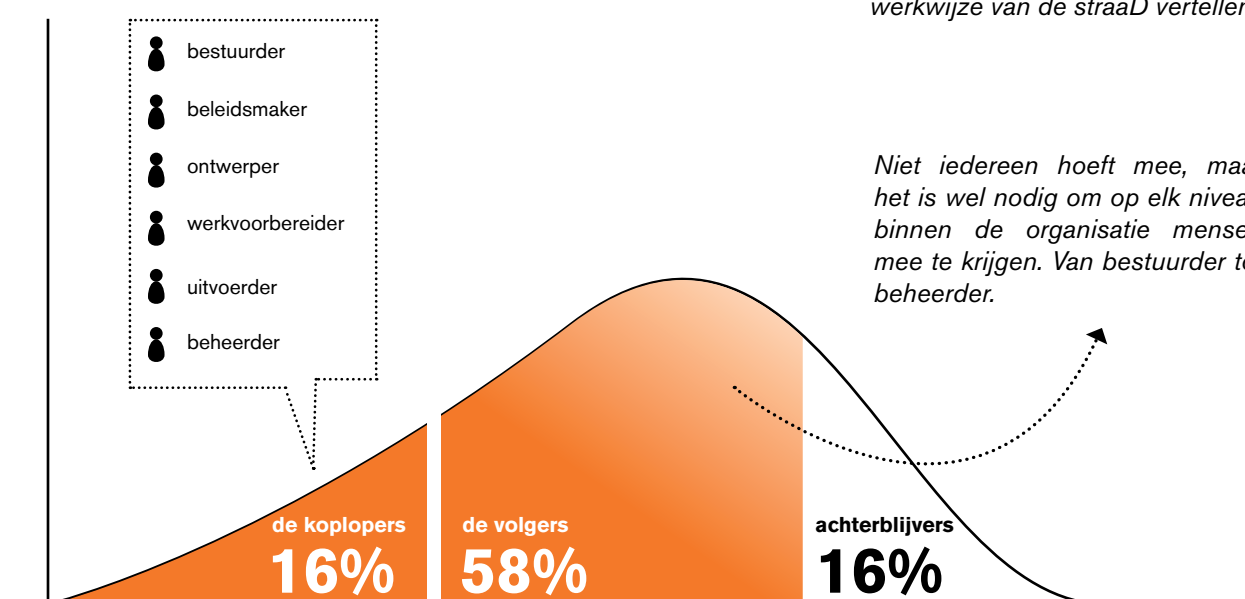 werkwijze van de straaD vertellen
bestuurder
beleidsmaker
ontwerper
werkvoorbereider
uitvoerder
beheerder
Niet iedereen hoeft mee,
het is wel nodig om op elk
binnen de organisatie
mee te krijgen. Van bestuurder
beheerder.
de koplopers
16%
de volgers
58%
achterblijvers
16%